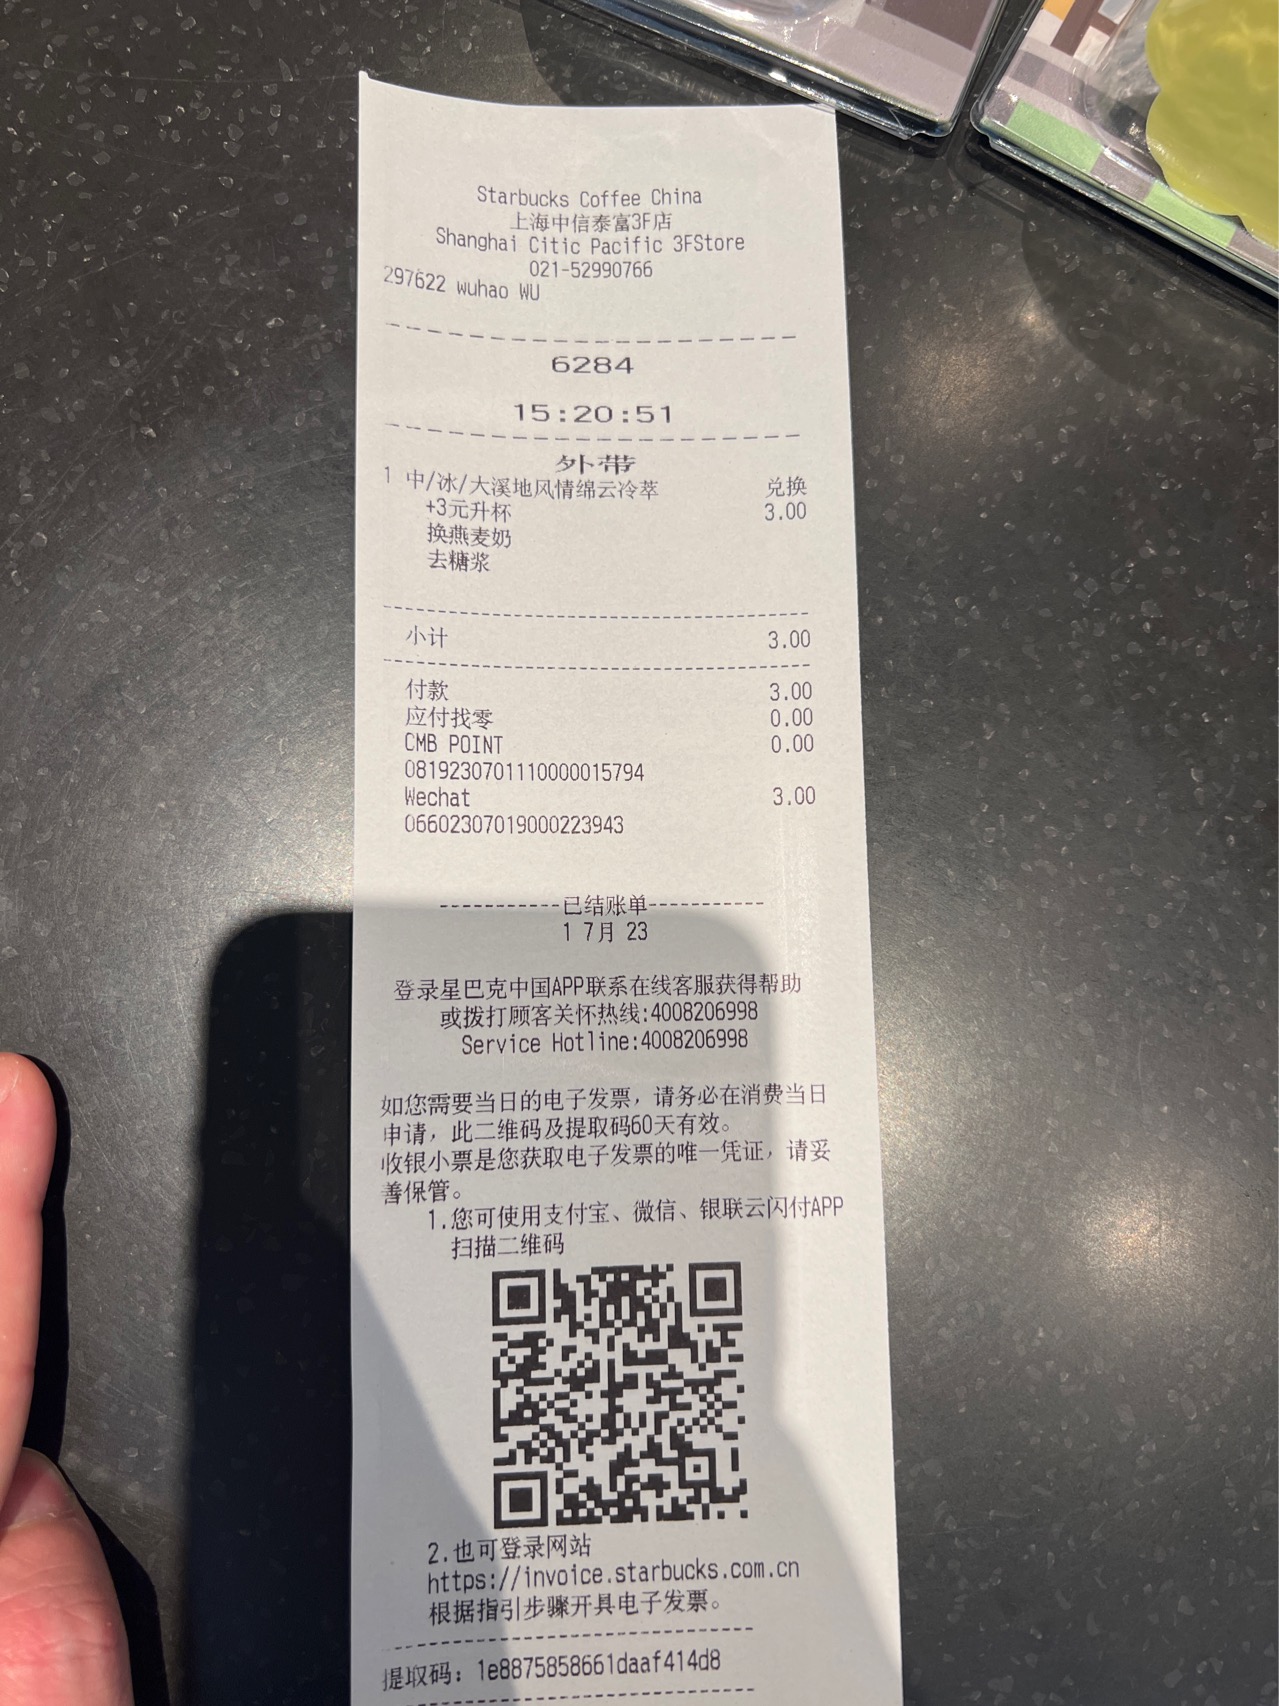 Starbucks Coffee China
上海中信泰富3F店
Shanghai Citic Pacific 3FStore
021-52990766
297622 wuhao WU
6284
15:20:51
外带
1 中/冰/大溪地风情绵云冷萃 兑换
+3元升杯 3.00
换燕麦奶
去糖浆
小计 3.00
付款 3.00
应付找零 0.00
CMB POINT 0.00
0819230701110000015794
Wechat 3.00
06602307019000223943
-----------已结账单-----------
1 7月 23
登录星巴克中国APP联系在线客服获得帮助
或拨打顾客关怀热线:4008206998
Service Hotline:4008206998
如您需要当日的电子发票，请务必在消费当日
申请，此二维码及提取码60天有效。
收银小票是您获取电子发票的唯一凭证，请妥
善保管。
1.您可使用支付宝、微信、银联云闪付APP
扫描二维码
2.也可登录网站
https://invoice.starbucks.com.cn
根据指引步骤开具电子发票。
提取码：1e8875858661daaf414d8